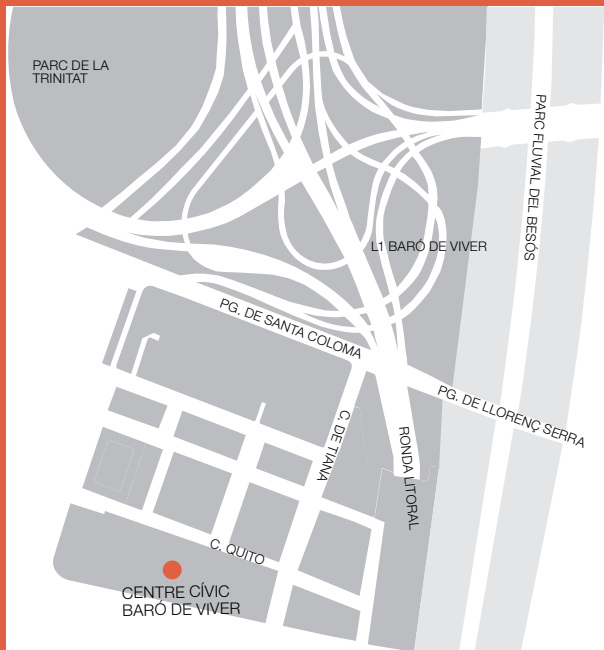 PARC DE LA
TRINITAT
PARC FLUVIAL DEL BESÓS
L1 BARÓ DE VIVER
PG. DE SANTA COLOMA
PG. DE LLORENÇ SERRA
C. DE TIANA
RONDA LITORAL
C. QUITO
CENTRE CÍVIC
BARÓ DE VIVER